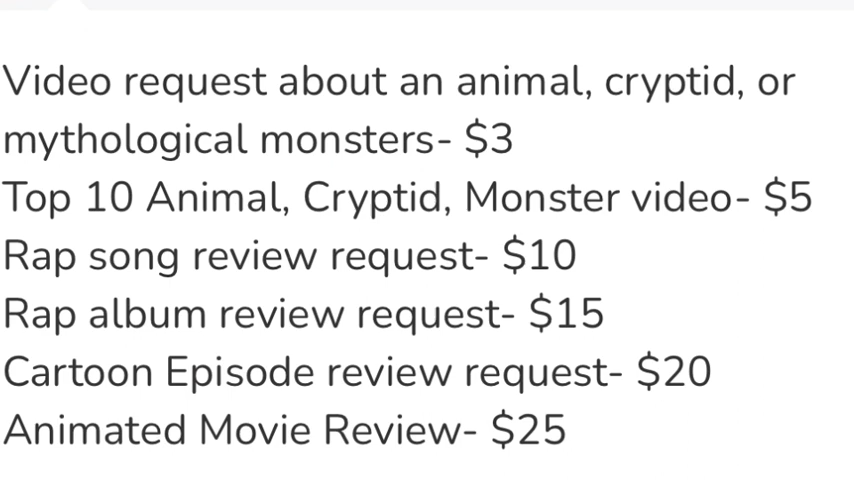 Video request about an animal, cryptid, or
mythological monsters- $3
Top 10 Animal, Cryptid, Monster video- $5
Rap song review request- $10
Rap album review request- $15
Cartoon Episode review request- $20
Animated Movie Review- $25